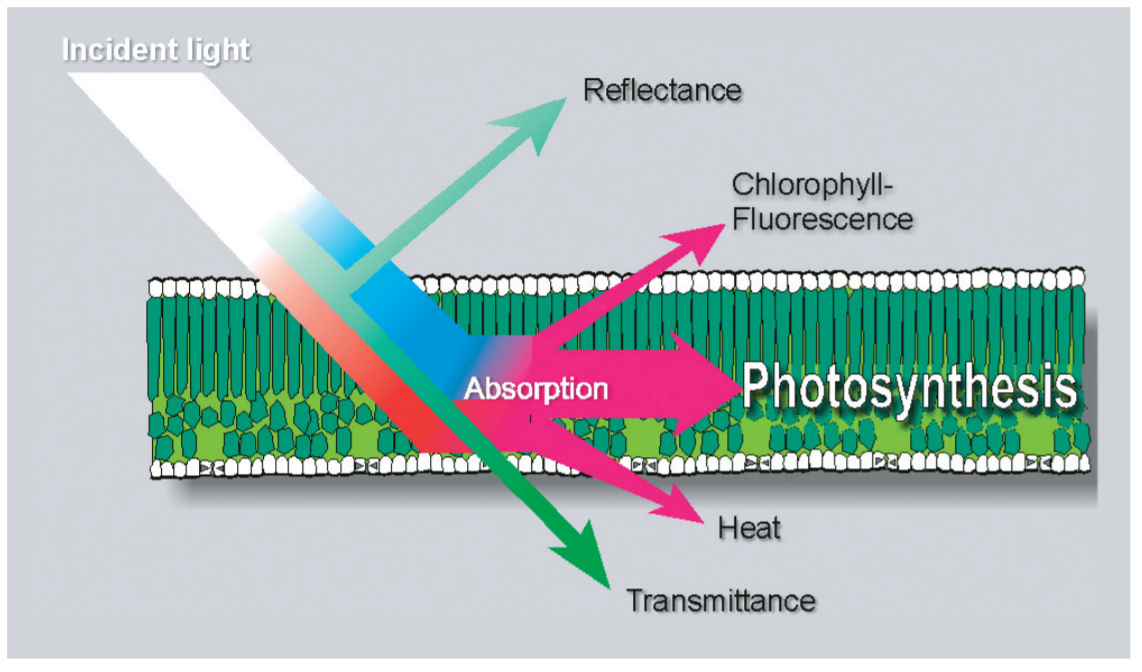 Incident light
Reflectance
Chlorophyll-
Fluorescence
Absorption
Photosynthesis
Heat
Transmittance